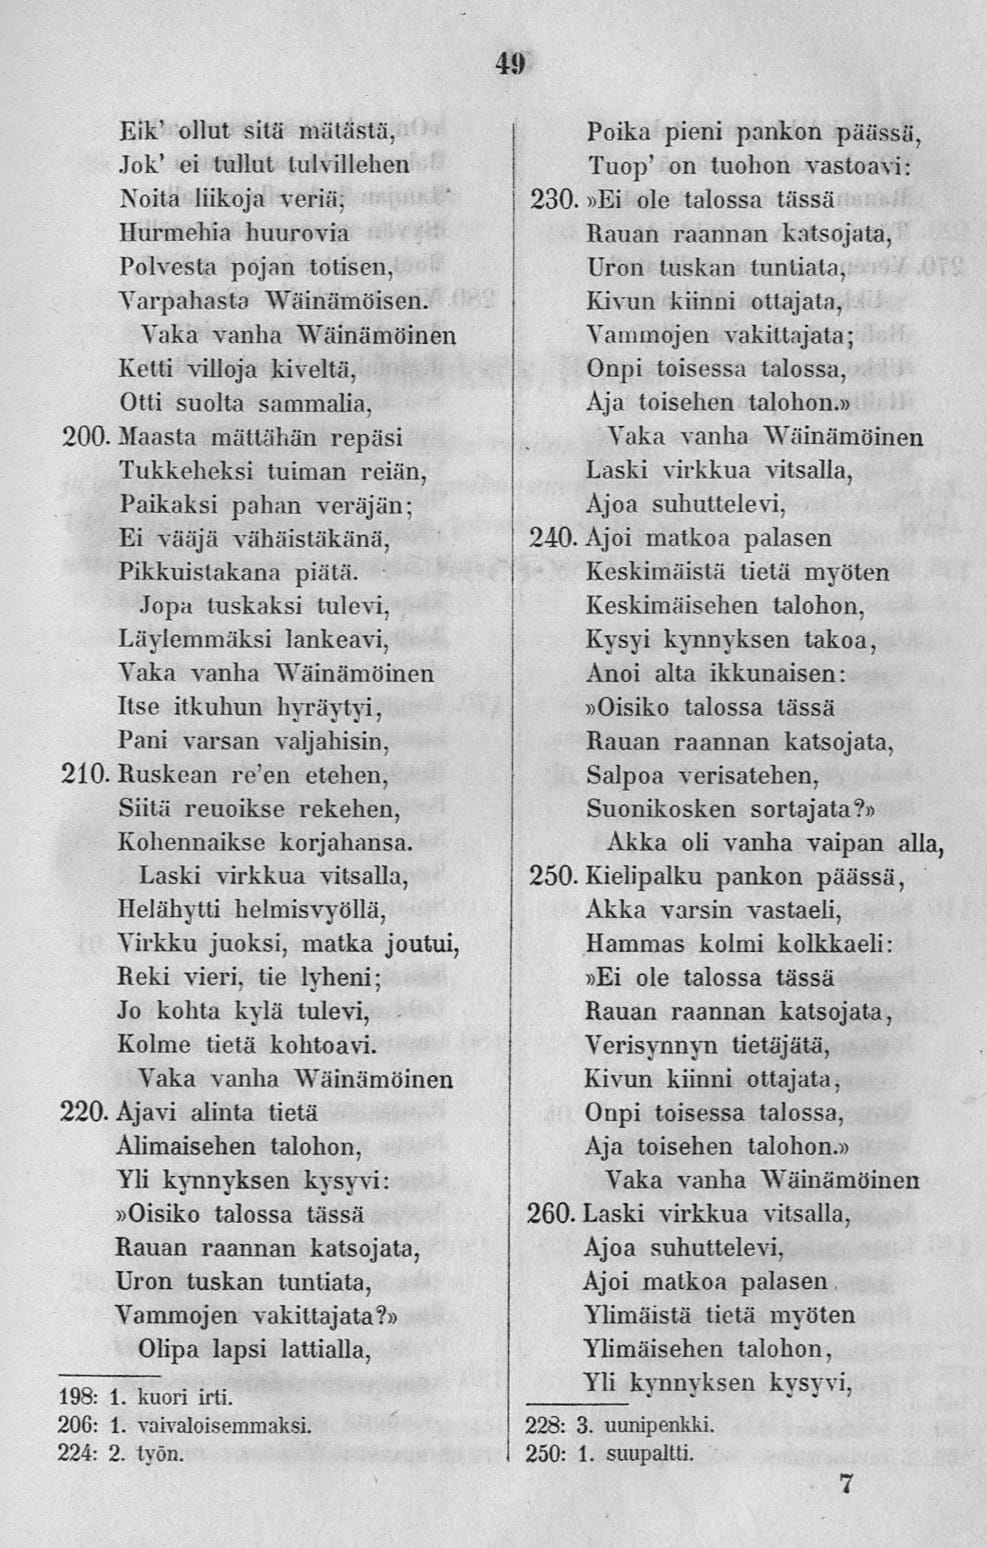 49
Eik' ollut sitä mätästä,
Jok' ei tullut tulvillehen
Noita liikoja veriä;
Hurmehia huurovia
Polvesta pojan totisen,
Varpahasta Wäinämöisen.
Vaka vanha Wäinämöinen
Ketti villoja kiveltä,
Otti suolta sammalia,
200. Maasta mättähän repäsi
Tukkeheksi tuiman reiän,
Paikaksi pahan veräjän;
Ei vääjä vähäistäkänä,
Pikkuistakana piätä.
Jopa tuskaksi tulevi,
Läylemmäksi lankeavi,
Vaka vanha Wäinämöinen
Itse itkuhun hyräytyi,
Pani varsan valjahisin,
210. Ruskean re'en etehen,
Siitä reuoikse rekehen,
Kohennaikse korjahansa.
Laski virkkua vitsalla,
Helähytti helmisvyöllä,
Virkku juoksi, matka joutui,
Reki vieri, tie lyheni;
Jo kohta kylä tulevi,
Kolme tietä kohtoavi.
Vaka vanha Wäinämöinen
220. Ajavi alinta tietä
Alimaisehen talohon,
Yli kynnyksen kysyvi:
»Oisiko talossa tässä
Rauan raannan katsojata,
Uron tuskan tuntiata,
Vammojen vakittajata?»
Olipa lapsi lattialla,
198: 1. kuori irti.
206: 1. vaivaloisemmaksi.
224: 2. työn.
Poika pieni pankon päässä,
Tuop' on tuohon vastoavi:
230. »Ei ole talossa tässä
Rauan raannan katsojata,
Uron tuskan tuntiata,
Kivun kiinni ottajata,
Vammojen vakittajata;
Onpi toisessa talossa,
Aja toisehen talohon.»
Vaka vanha Wäinämöinen
Laski virkkua vitsalla,
Ajoa suhuttelevi,
240. Ajoi matkoa palasen
Keskimäistä tietä myöten
Keskimäisehen talohon,
Kysyi kynnyksen takoa,
Anoi alta ikkunaisen:
»Oisiko talossa tässä
Rauan raannan katsojata,
Salpoa verisatehen,
Suonikosken sortajata?»
Akka oli vanha vaipan alla,
250. Kielipalku pankon päässä,
Akka varsin vastaeli,
Hammas kolmi kolkkaeli:
»Ei ole talossa tässä
Rauan raannan katsojata,
Verisynnyn tietäjätä,
Kivun kiinni ottajata,
Onpi toisessa talossa,
Aja toisehen talohon.»
Vaka vanha Wäinämöinen
260. Laski virkkua vitsalla,
Ajoa suhuttelevi,
Ajoi matkoa palasen
Ylimäistä tietä myöten
Ylimäisehen talohon,
Yli kynnyksen kysyvi,
228: 3. uunipenkki.
250: 1. suupaltti.
7